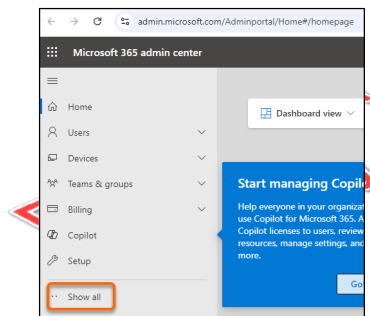 admin.microsoft.com/Adminportal/Home#/homepage
Microsoft 365 admin center
Home
Users
Devices
Teams & groups
Billing
Copilot
Setup
Show all
Dashboard view
Start managing Copil
Help everyone in your organizat
use Copilot for Microsoft 365. A
Copilot licenses to users, review
resources, manage settings, and
more.
Go